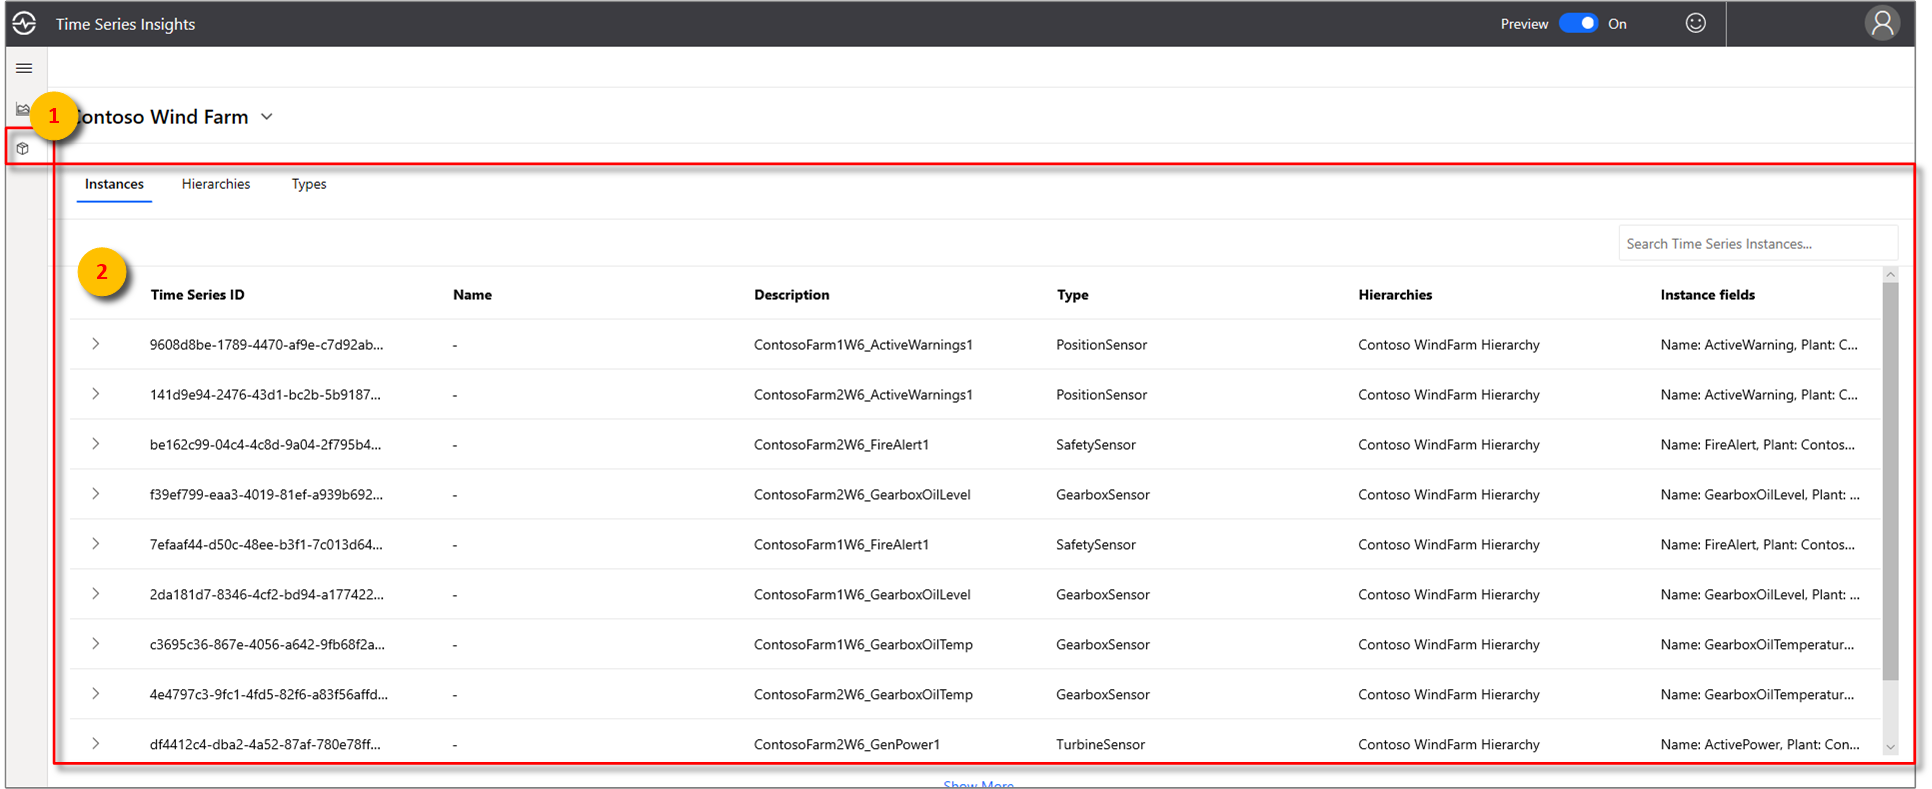 Time Series Insights Preview On
1 ontoso Wind Farm
Instances Hierarchies Types
Search Time Series Instances...
2
Time Series ID Name Description Type Hierarchies Instance fields
9608d8be-1789-4470-af9e-c7d92ab... - ContosoFarm1W6_ActiveWarnings1 PositionSensor Contoso WindFarm Hierarchy Name: ActiveWarning, Plant: C...
141d9e94-2476-43d1-bc2b-5b9187... - ContosoFarm2W6_ActiveWarnings1 PositionSensor Contoso WindFarm Hierarchy Name: ActiveWarning, Plant: C...
be162c99-04c4-4c8d-9a04-2f795b4... - ContosoFarm2W6_FireAlert1 SafetySensor Contoso WindFarm Hierarchy Name: FireAlert, Plant: Contos...
f39ef799-eaa3-4019-81ef-a939b692... - ContosoFarm2W6_GearboxOilLevel GearboxSensor Contoso WindFarm Hierarchy Name: GearboxOilLevel, Plant: ...
7efaaf44-d50c-48ee-b3f1-7c013d64... - ContosoFarm1W6_FireAlert1 SafetySensor Contoso WindFarm Hierarchy Name: FireAlert, Plant: Contos...
2da181d7-8346-4cf2-bd94-a177422... - ContosoFarm1W6_GearboxOilLevel GearboxSensor Contoso WindFarm Hierarchy Name: GearboxOilLevel, Plant: ...
c3695c36-867e-4056-a642-9fb68f2a... - ContosoFarm1W6_GearboxOilTemp GearboxSensor Contoso WindFarm Hierarchy Name: GearboxOilTemperatur...
4e4797c3-9fc1-4fd5-82f6-a83f56affd... - ContosoFarm2W6_GearboxOilTemp GearboxSensor Contoso WindFarm Hierarchy Name: GearboxOilTemperatur...
df4412c4-dba2-4a52-87af-780e78ff... - ContosoFarm2W6_GenPower1 TurbineSensor Contoso WindFarm Hierarchy Name: ActivePower, Plant: Con...
Show More